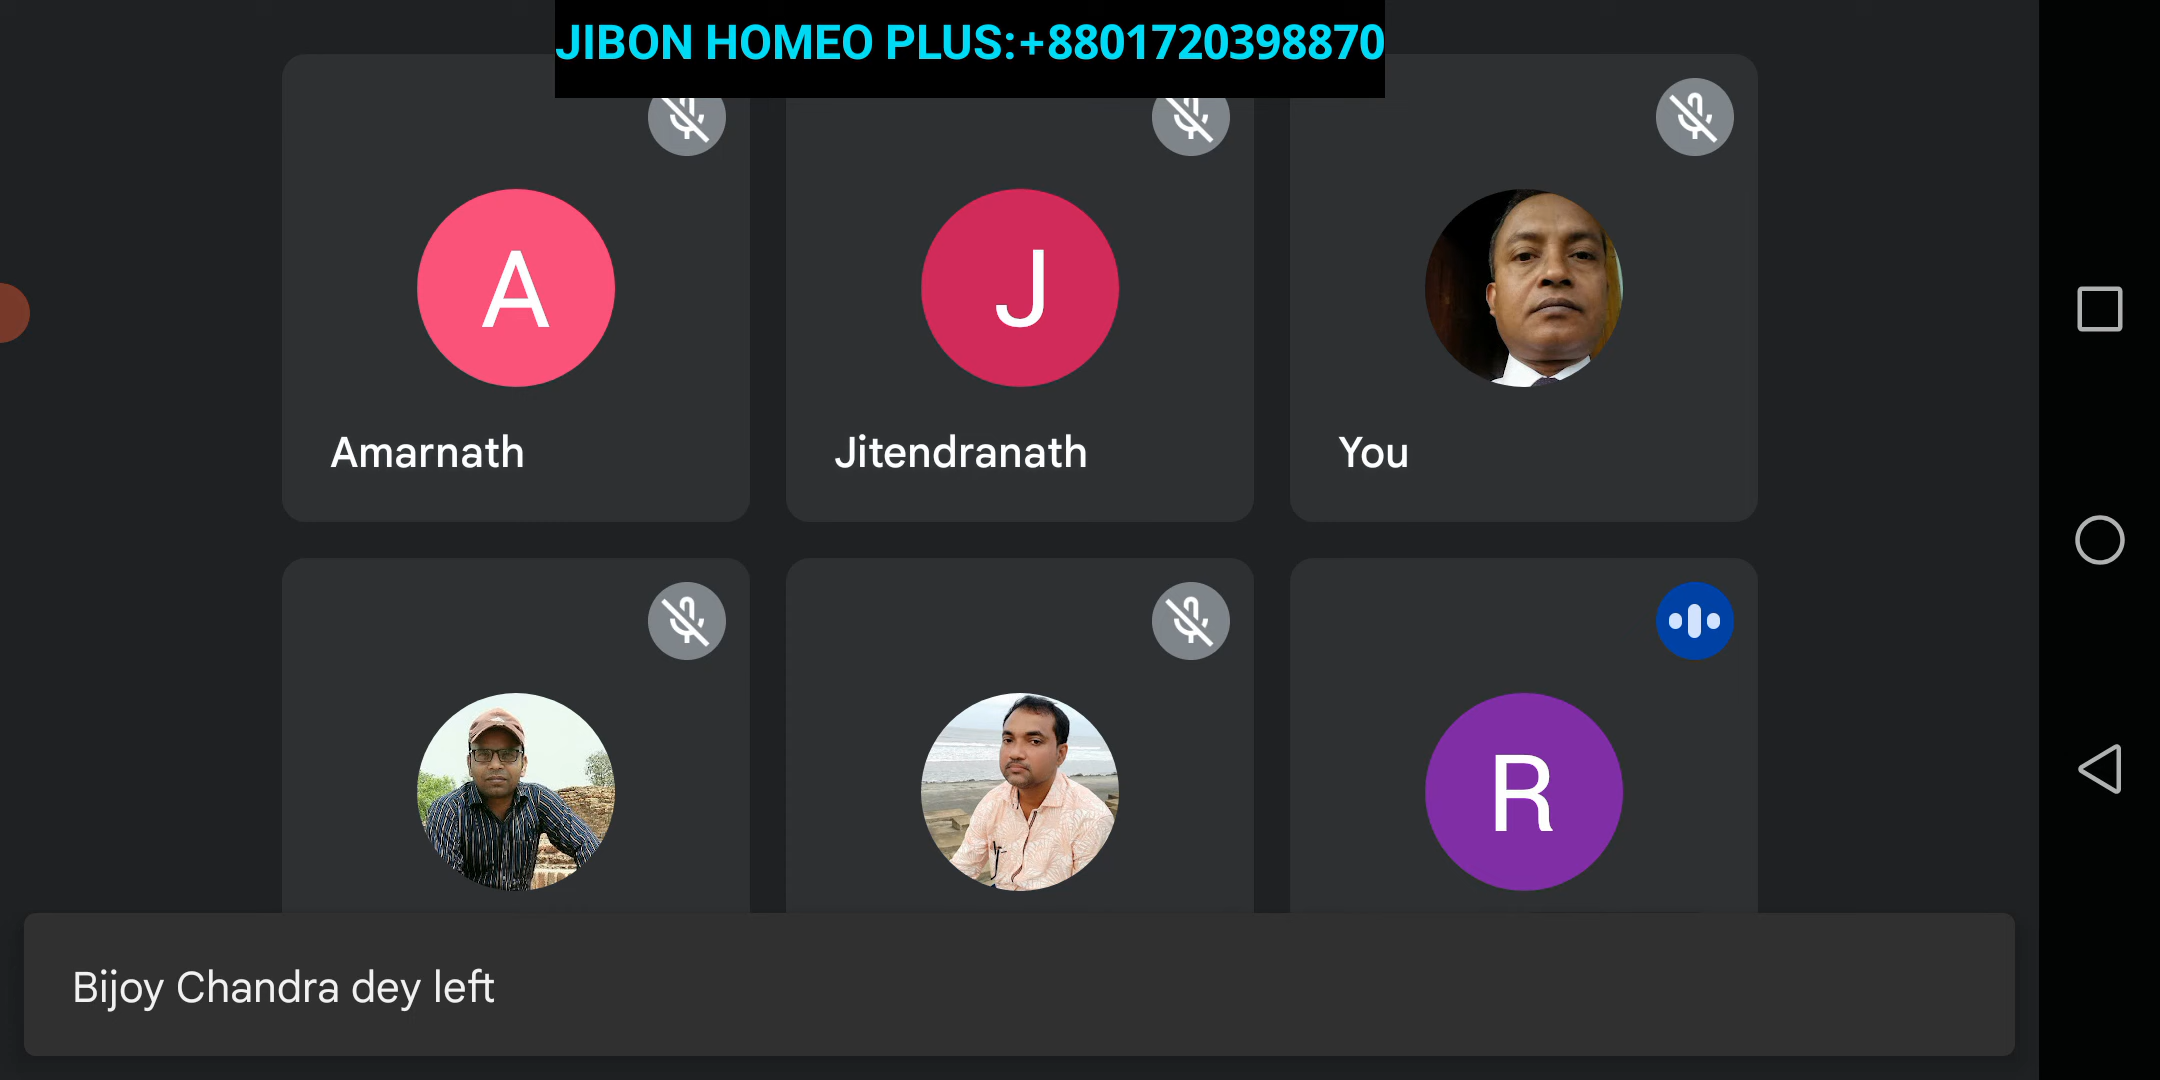 JIBON HOMEO PLUS:+8801720398870
A
J
Amarnath
Jitendranath
You
R
Bijoy Chandra dey left